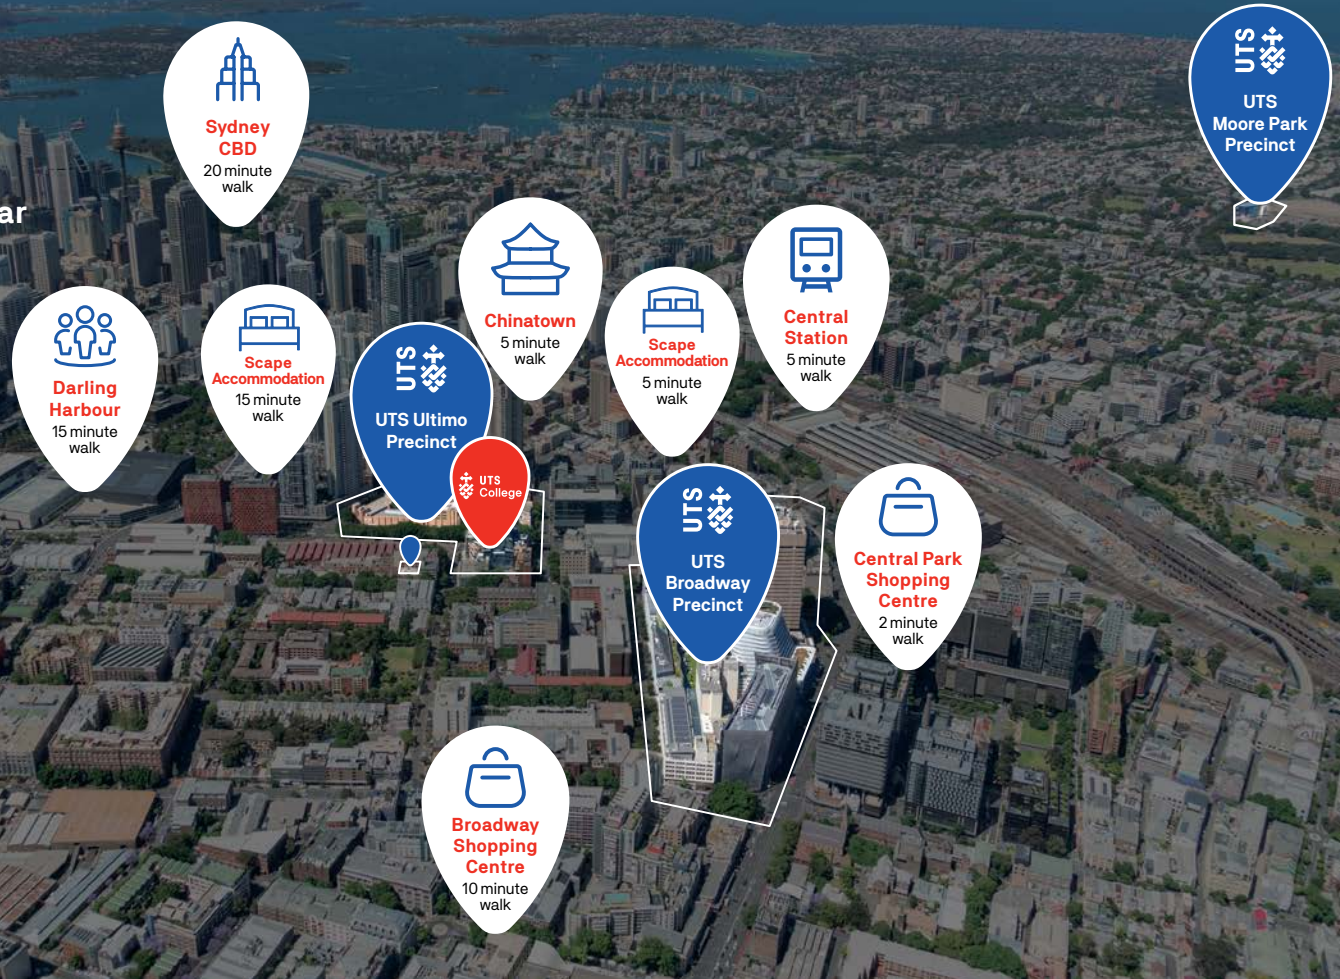 UTS
UTS
Moore Park
Precinct
Sydney
CBD
20 minute
walk
ar
Chinatown
5 minute
walk
Central
Station
5 minute
walk
Scape
Accommodation
5 minute
walk
Scape
Accommodation
15 minute
walk
Darling
Harbour
15 minute
walk
UTS
UTS Ultimo
Precinct
UTS
College
UTS
UTS
Broadway
Precinct
Central Park
Shopping
Centre
2 minute
walk
Broadway
Shopping
Centre
10 minute
walk